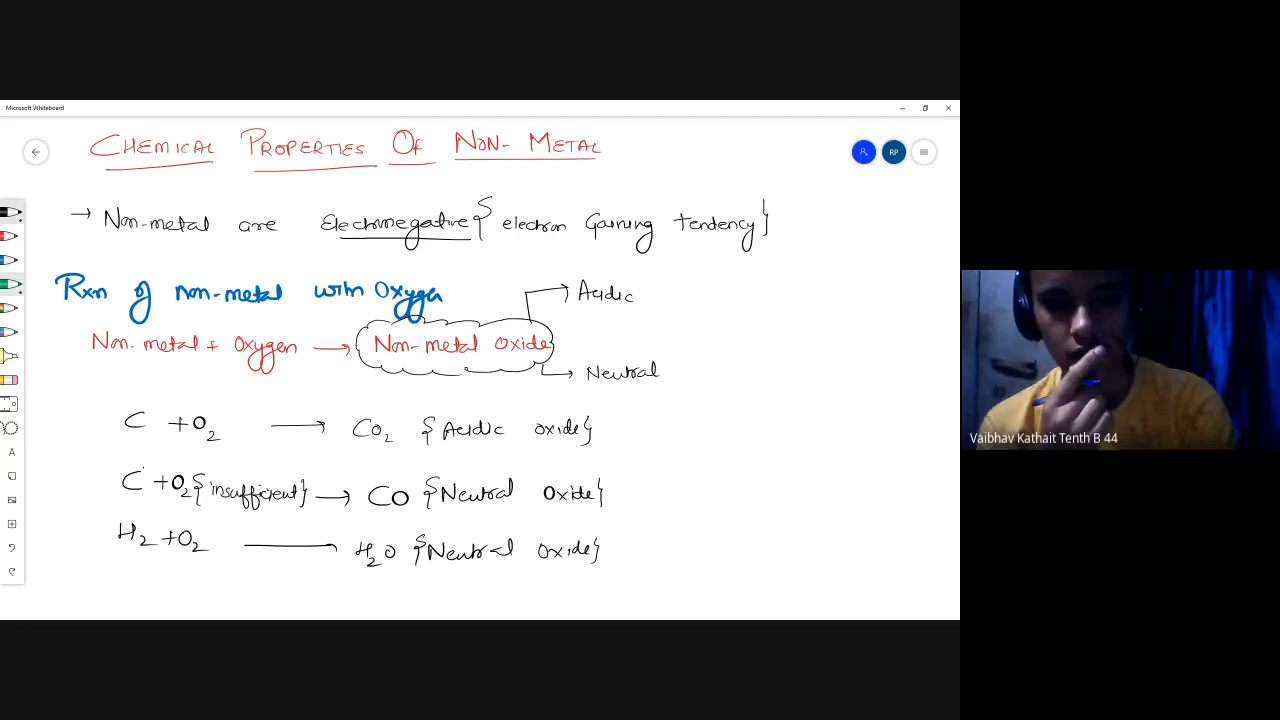 Microsoft Whiteboard
CHEMICAL PROPERTIES OF NON-METAL
RP
→ Non-metal are Electronegative { electron Gaining tendency }
Rxn of non-metal with Oxygen
Acidic
Non-metal + Oxygen → Non-metal Oxide
Neutral
C + O₂ → CO₂ { Acidic oxide }
C + O₂ { insufficient } → CO { Neutral Oxide }
H₂ + O₂ → H₂O { Neutral Oxide }
Vaibhav Kathait Tenth B 44